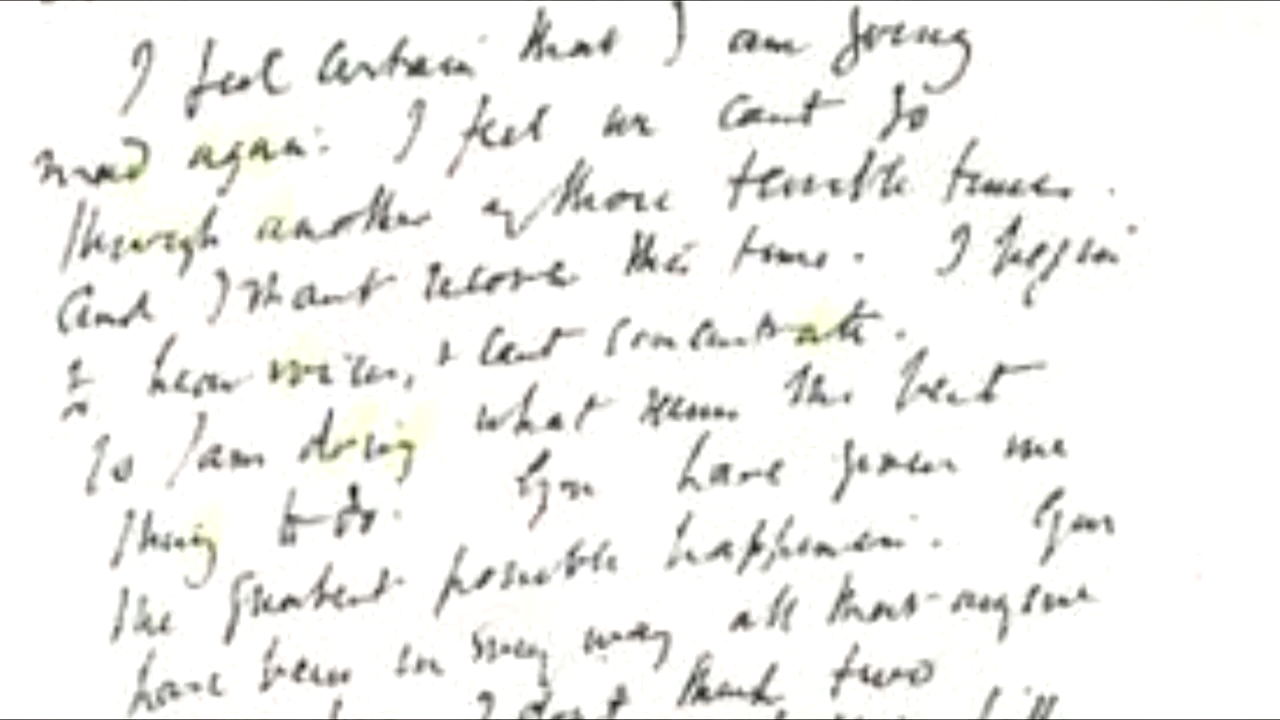 I feel certain that I am going
mad again: I feel we cant go
through another of those terrible times.
And I shant recover this time. I begin
to hear voices, & cant concentrate.
So I am doing what seems the best
thing to do. You have given me
the greatest possible happiness. You
have been in every way all that anyone
I dont think two